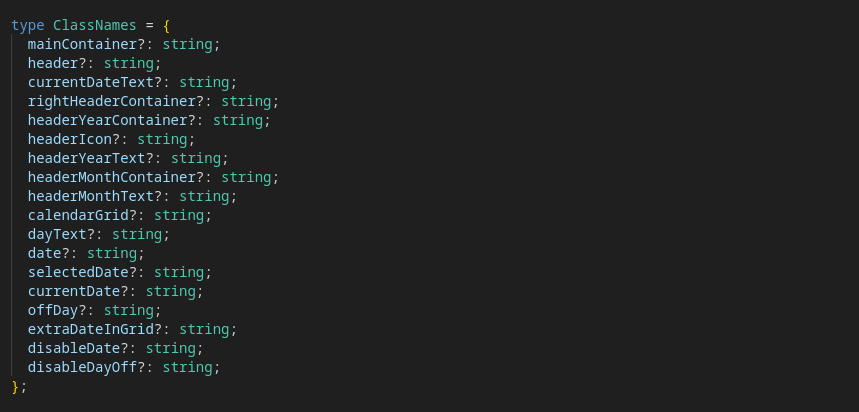 type ClassNames = {
  mainContainer?: string;
  header?: string;
  currentDateText?: string;
  rightHeaderContainer?: string;
  headerYearContainer?: string;
  headerIcon?: string;
  headerYearText?: string;
  headerMonthContainer?: string;
  headerMonthText?: string;
  calendarGrid?: string;
  dayText?: string;
  date?: string;
  selectedDate?: string;
  currentDate?: string;
  offDay?: string;
  extraDateInGrid?: string;
  disableDate?: string;
  disableDayOff?: string;
};